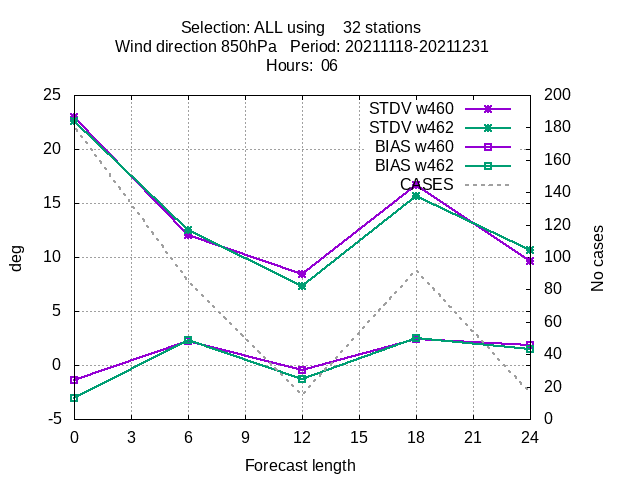 Selection: ALL using    32 stations
Wind direction 850hPa   Period: 20211118-20211231
Hours:  06
25
20
15
10
5
0
-5
deg
200
180
160
140
120
100
80
60
40
20
0
No cases
STDV w460
STDV w462
BIAS w460
BIAS w462
CASES
0 3 6 9 12 15 18 21 24
Forecast length